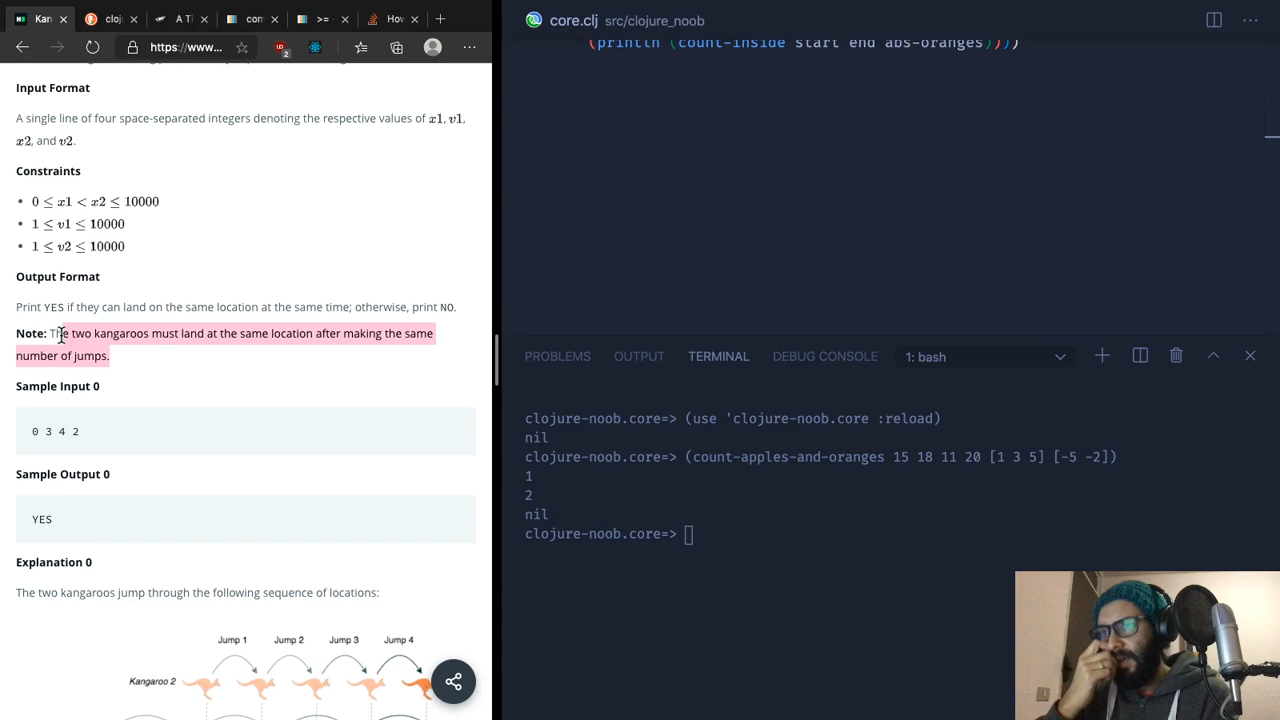 Kan
cloj
A Ti
con
>=
How
https://www...
2
Input Format
A single line of four space-separated integers denoting the respective values of x1, v1,
x2, and v2.
Constraints
• 0 ≤ x1 < x2 ≤ 10000
• 1 ≤ v1 ≤ 10000
• 1 ≤ v2 ≤ 10000
Output Format
Print YES if they can land on the same location at the same time; otherwise, print NO.
Note: The two kangaroos must land at the same location after making the same
number of jumps.
Sample Input 0
0 3 4 2
Sample Output 0
YES
Explanation 0
The two kangaroos jump through the following sequence of locations:
Jump 1 Jump 2 Jump 3 Jump 4
Kangaroo 2
core.clj src/clojure_noob
(println (count-inside start end abs-oranges))))
PROBLEMS OUTPUT TERMINAL DEBUG CONSOLE 1: bash
clojure-noob.core=> (use 'clojure-noob.core :reload)
nil
clojure-noob.core=> (count-apples-and-oranges 15 18 11 20 [1 3 5] [-5 -2])
1
2
nil
clojure-noob.core=>